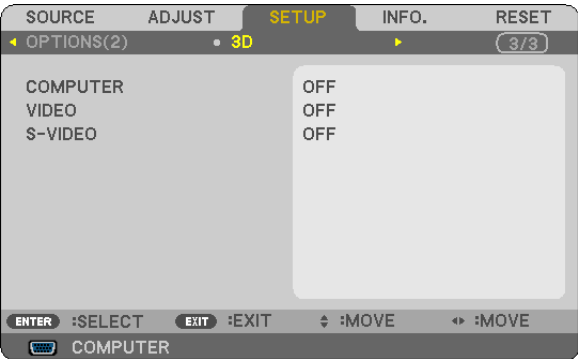 SOURCE ADJUST SETUP INFO. RESET
OPTIONS(2) • 3D 3/3
COMPUTER OFF
VIDEO OFF
S-VIDEO OFF
ENTER :SELECT EXIT :EXIT :MOVE :MOVE
COMPUTER